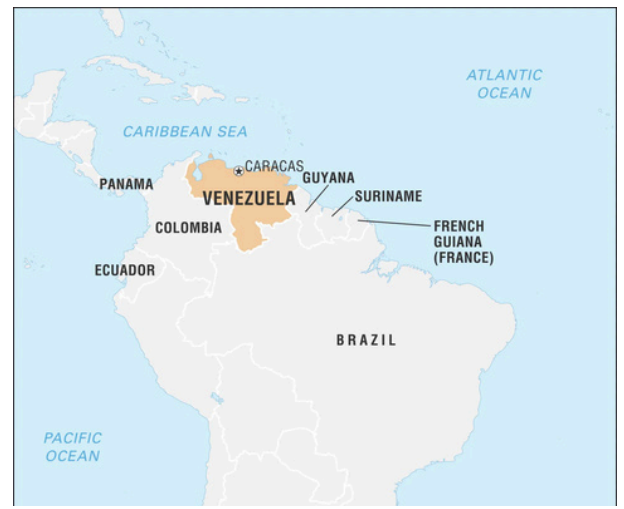 ATLANTIC
OCEAN
CARIBBEAN SEA
CARACAS
GUYANA
PANAMA
SURINAME
VENEZUELA
COLOMBIA
FRENCH
GUIANA
(FRANCE)
ECUADOR
BRAZIL
PACIFIC
OCEAN